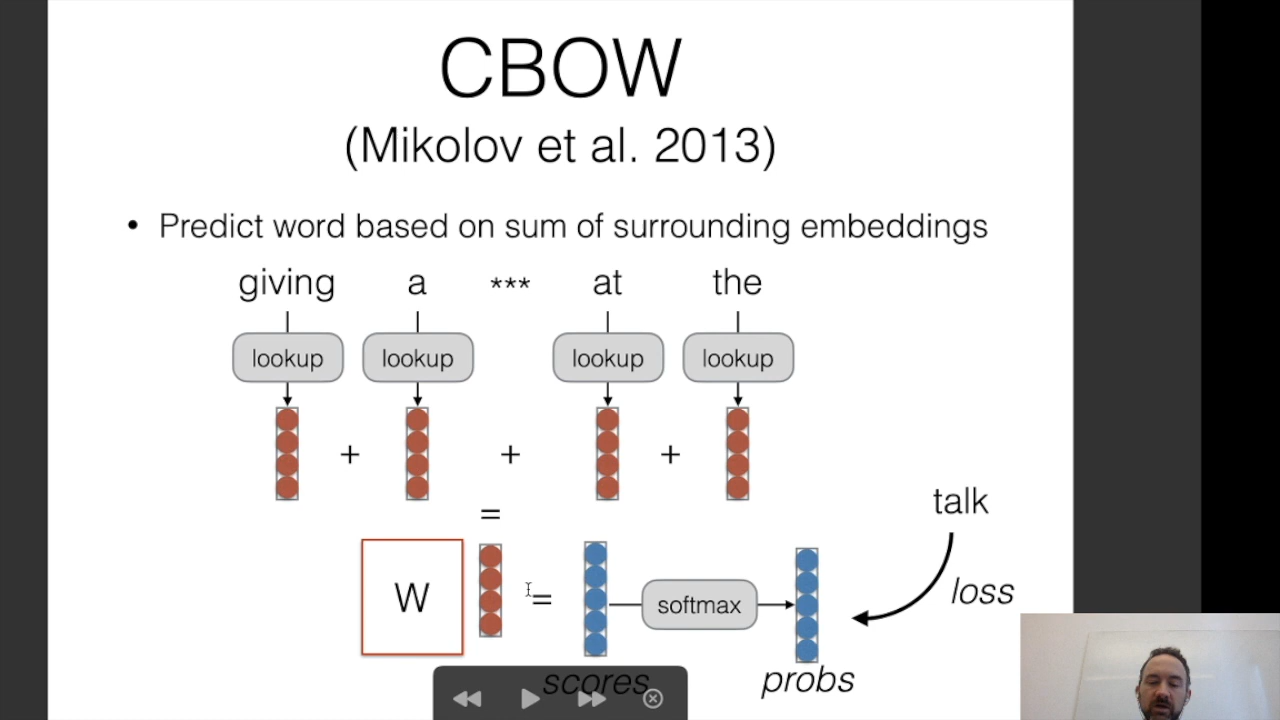 CBOW
(Mikolov et al. 2013)
• Predict word based on sum of surrounding embeddings
giving a *** at the
lookup lookup lookup lookup
+ + +
=
talk
W = softmax loss
scores probs